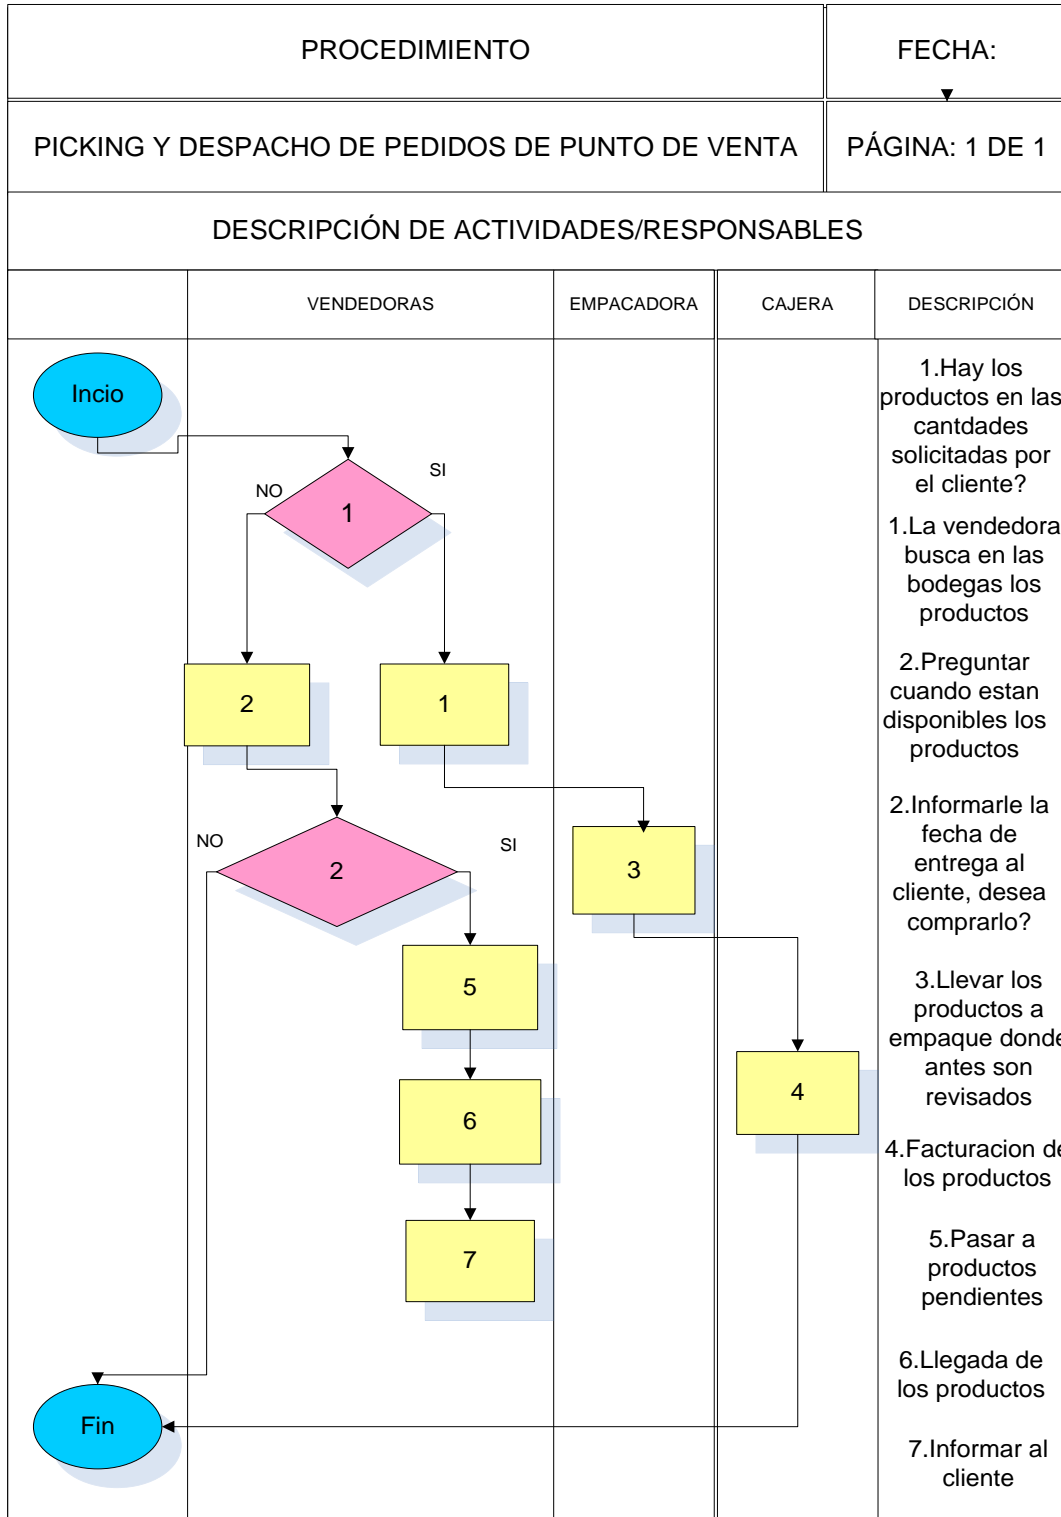 PROCEDIMIENTO
FECHA:
PICKING Y DESPACHO DE PEDIDOS DE PUNTO DE VENTA
PÁGINA: 1 DE 1
DESCRIPCIÓN DE ACTIVIDADES/RESPONSABLES
VENDEDORAS
EMPACADORA
CAJERA
DESCRIPCIÓN
Incio
1
NO
SI
2
1
2
NO
SI
3
5
4
6
7
Fin
1.Hay los
productos en las
cantdades
solicitadas por
el cliente?
1.La vendedora
busca en las
bodegas los
productos
2.Preguntar
cuando estan
disponibles los
productos
2.Informarle la
fecha de
entrega al
cliente, desea
comprarlo?
3.Llevar los
productos a
empaque donde
antes son
revisados
4.Facturacion de
los productos
5.Pasar a
productos
pendientes
6.Llegada de
los productos
7.Informar al
cliente